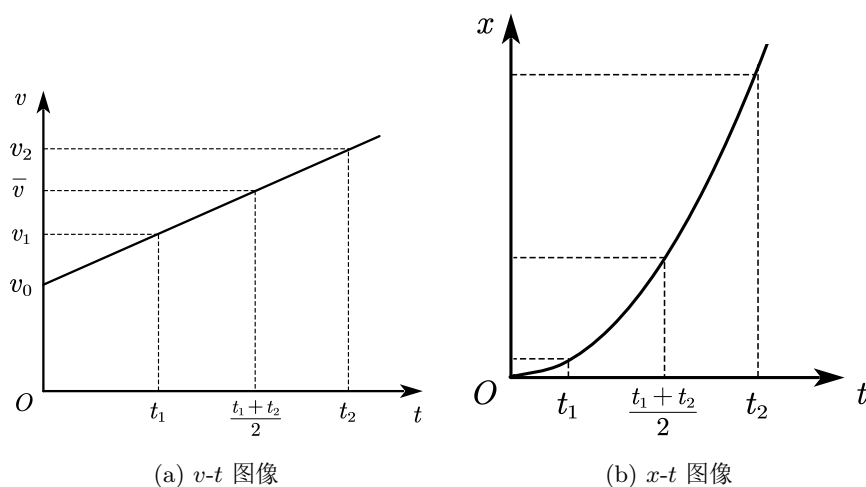 v
v₂
v̅
v₁
v₀
O
t₁
(t₁ + t₂)/2
t₂
t
(a) v-t 图像
x
O
t₁
(t₁ + t₂)/2
t₂
t
(b) x-t 图像